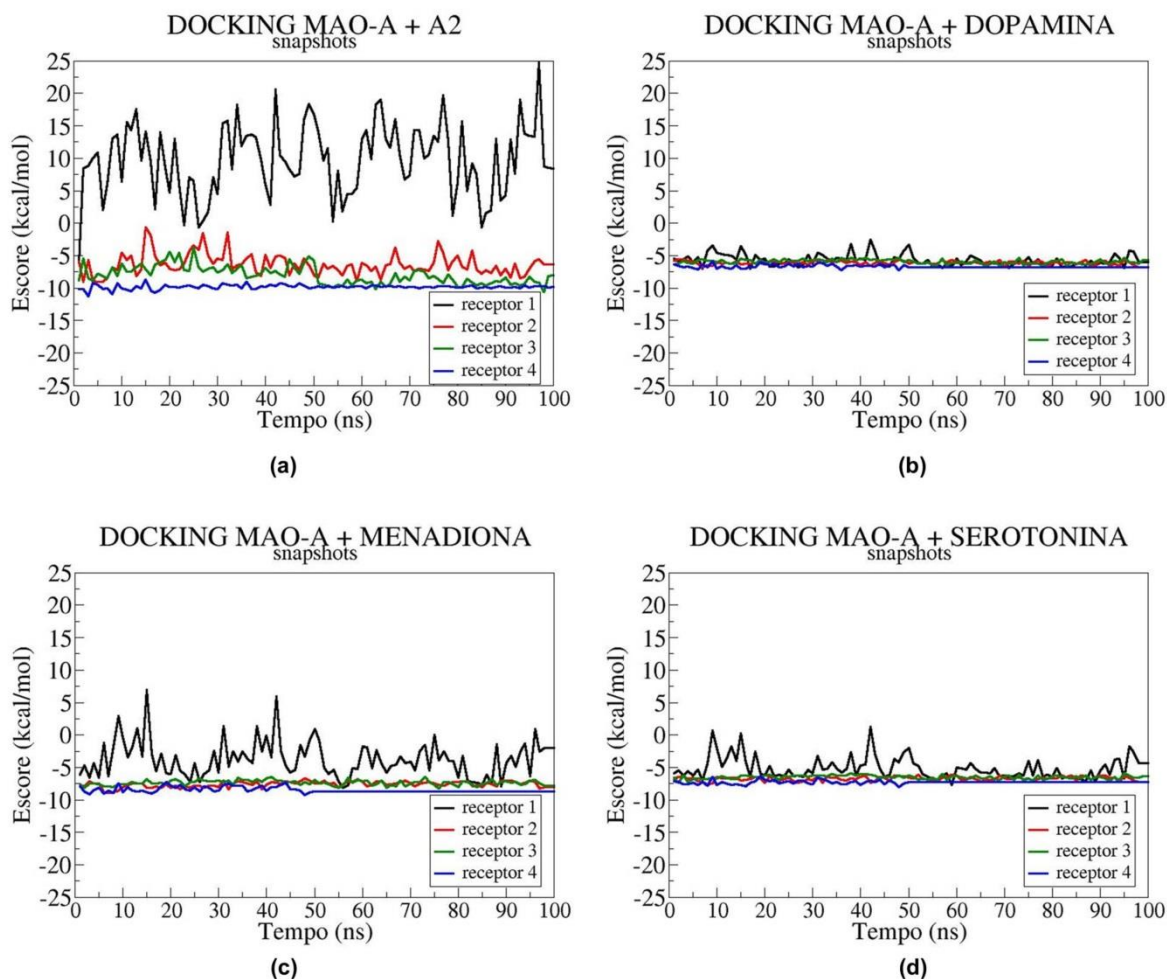 DOCKING MAO-A + A2
snapshots
25
20
15
10
5
0
-5
-10
-15
-20
-25
Escore (kcal/mol)
receptor 1
receptor 2
receptor 3
receptor 4
0 10 20 30 40 50 60 70 80 90 100
Tempo (ns)
(a)
DOCKING MAO-A + DOPAMINA
snapshots
25
20
15
10
5
0
-5
-10
-15
-20
-25
Escore (kcal/mol)
receptor 1
receptor 2
receptor 3
receptor 4
0 10 20 30 40 50 60 70 80 90 100
Tempo (ns)
(b)
DOCKING MAO-A + MENADIONA
snapshots
25
20
15
10
5
0
-5
-10
-15
-20
-25
Escore (kcal/mol)
receptor 1
receptor 2
receptor 3
receptor 4
0 10 20 30 40 50 60 70 80 90 100
Tempo (ns)
(c)
DOCKING MAO-A + SEROTONINA
snapshots
25
20
15
10
5
0
-5
-10
-15
-20
-25
Escore (kcal/mol)
receptor 1
receptor 2
receptor 3
receptor 4
0 10 20 30 40 50 60 70 80 90 100
Tempo (ns)
(d)